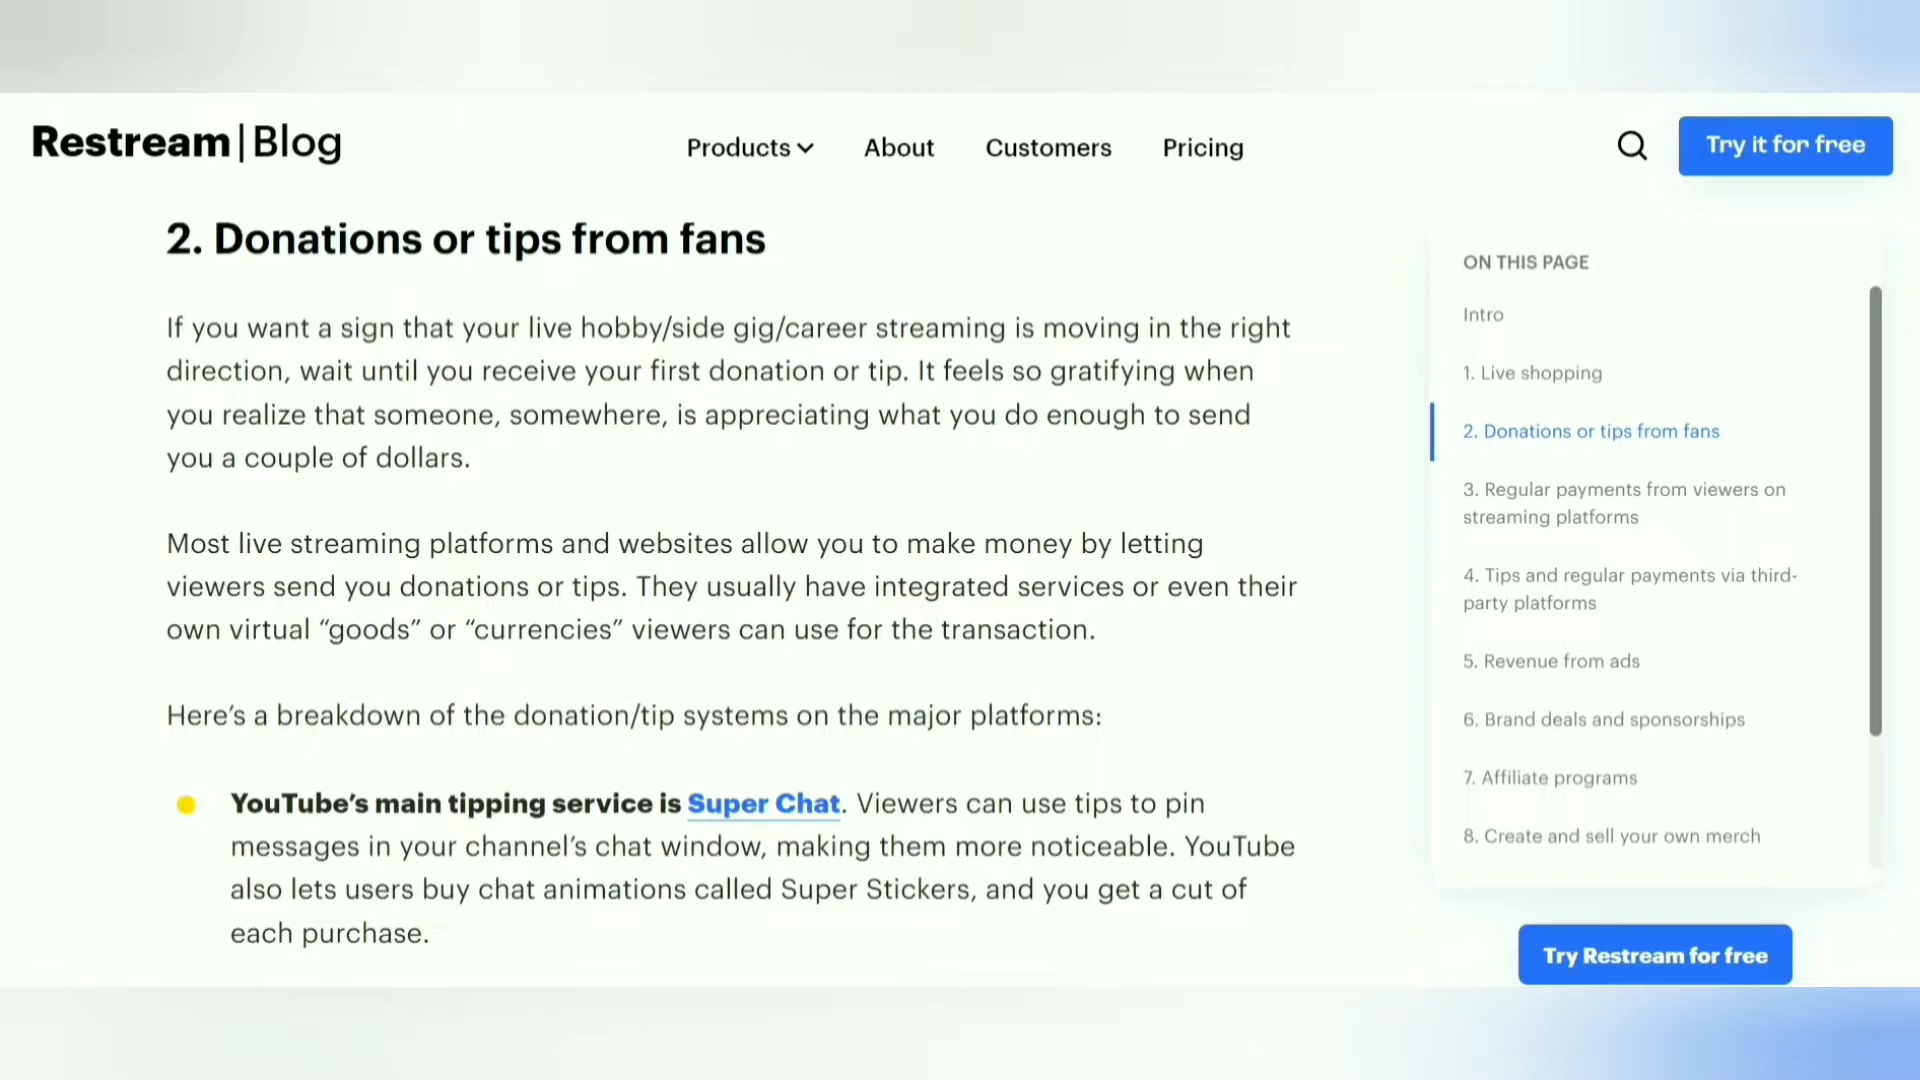 Restream|Blog
Products About Customers Pricing
Try it for free
2. Donations or tips from fans
If you want a sign that your live hobby/side gig/career streaming is moving in the right
direction, wait until you receive your first donation or tip. It feels so gratifying when
you realize that someone, somewhere, is appreciating what you do enough to send
you a couple of dollars.
Most live streaming platforms and websites allow you to make money by letting
viewers send you donations or tips. They usually have integrated services or even their
own virtual “goods” or “currencies” viewers can use for the transaction.
Here’s a breakdown of the donation/tip systems on the major platforms:
YouTube’s main tipping service is Super Chat. Viewers can use tips to pin
messages in your channel’s chat window, making them more noticeable. YouTube
also lets users buy chat animations called Super Stickers, and you get a cut of
each purchase.
ON THIS PAGE
Intro
1. Live shopping
2. Donations or tips from fans
3. Regular payments from viewers on
streaming platforms
4. Tips and regular payments via third-
party platforms
5. Revenue from ads
6. Brand deals and sponsorships
7. Affiliate programs
8. Create and sell your own merch
Try Restream for free